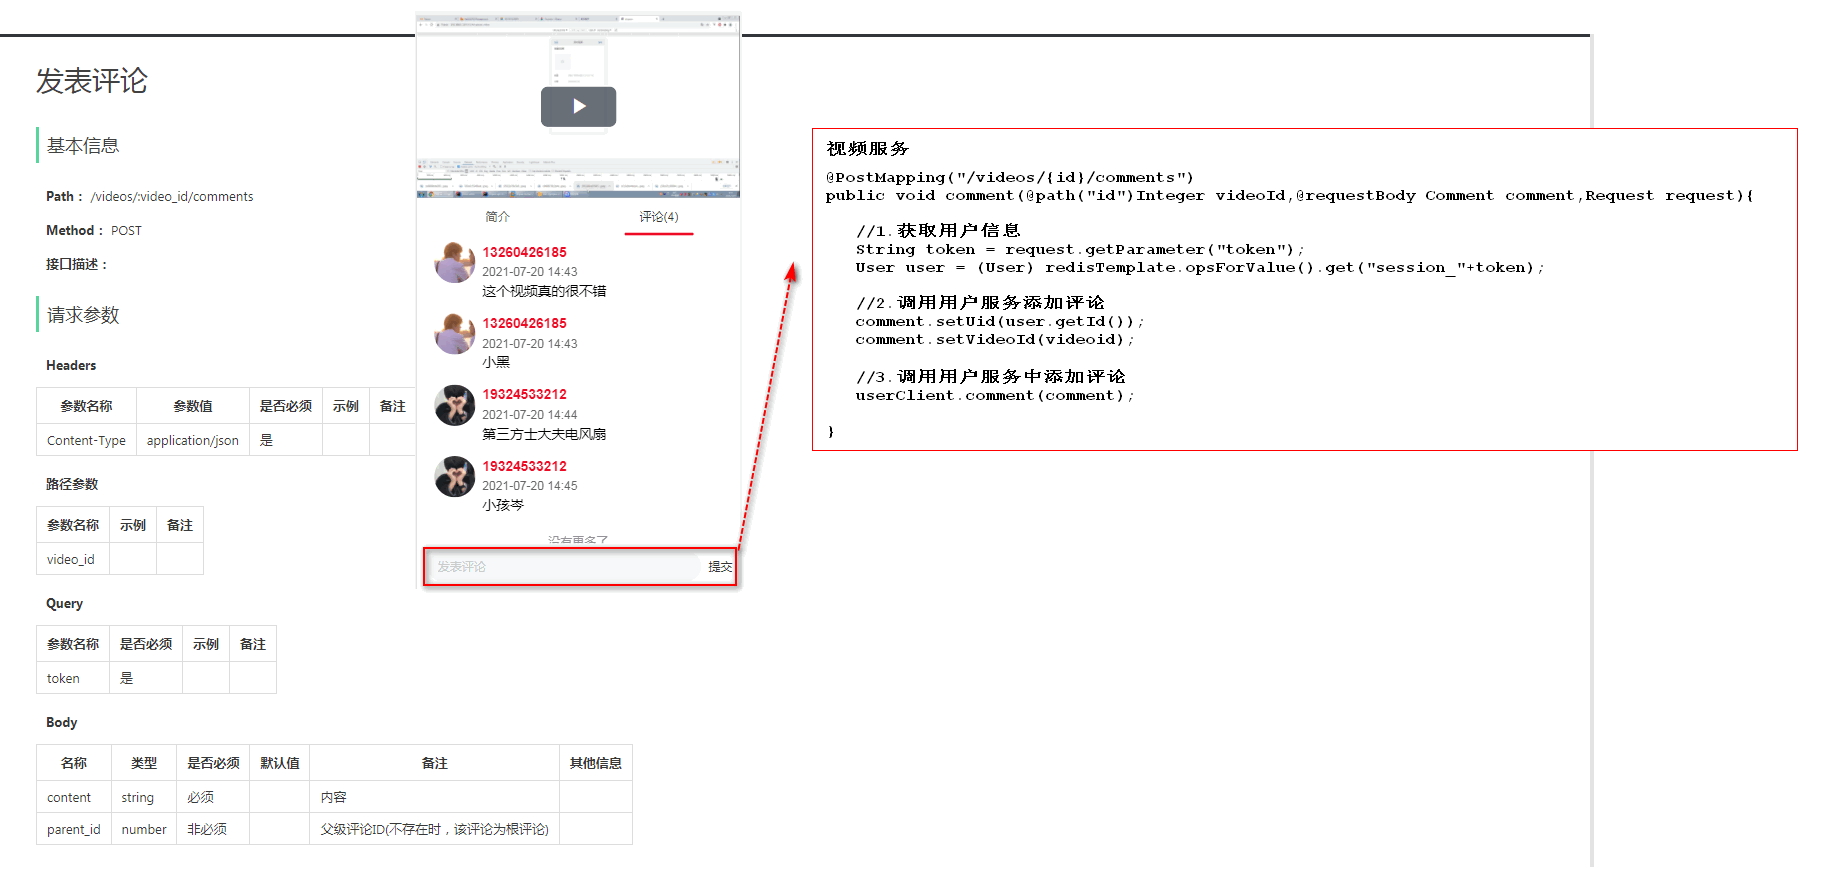 发表评论
基本信息
Path： /videos/:video_id/comments
Method： POST
接口描述：
请求参数
Headers
参数名称 参数值 是否必须 示例 备注
Content-Type application/json 是
路径参数
参数名称 示例 备注
video_id
Query
参数名称 是否必须 示例 备注
token 是
Body
名称 类型 是否必须 默认值 备注 其他信息
content string 必须 内容
parent_id number 非必须 父级评论ID(不存在时，该评论为根评论)
简介 评论(4)
13260426185
2021-07-20 14:43
这个视频真的很不错
13260426185
2021-07-20 14:43
小黑
19324533212
2021-07-20 14:44
第三方士大夫电风扇
19324533212
2021-07-20 14:45
小孩岑
没有更多了
发表评论 提交
视频服务
@PostMapping("/videos/{id}/comments")
public void comment(@path("id")Integer videoId,@requestBody Comment comment,Request request){
//1.获取用户信息
String token = request.getParameter("token");
User user = (User) redisTemplate.opsForValue().get("session_"+token);
//2.调用用户服务添加评论
comment.setUid(user.getId());
comment.setVideoId(videoid);
//3.调用用户服务中添加评论
userClient.comment(comment);
}